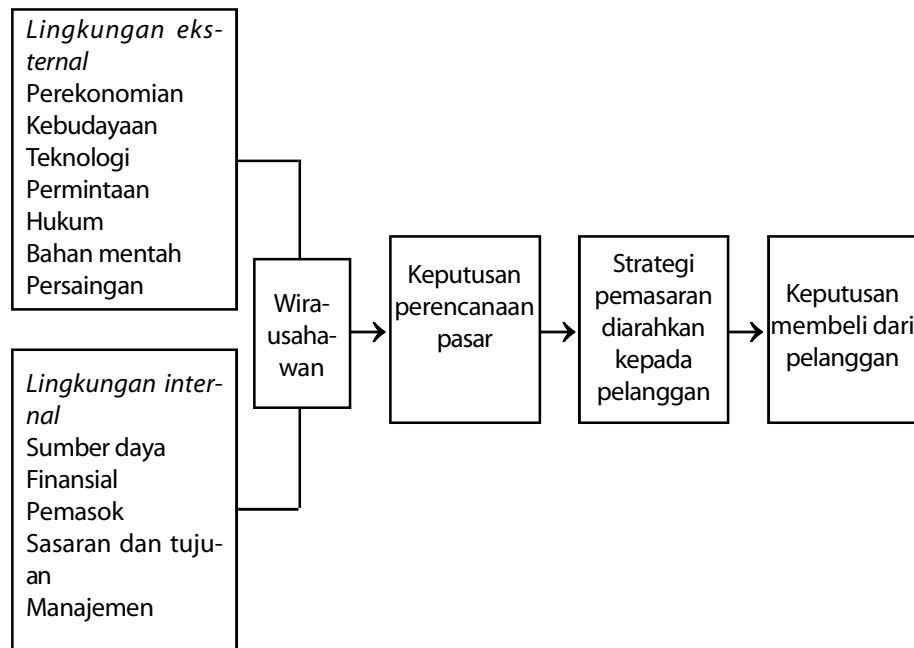 Lingkungan eks-
ternal
Perekonomian
Kebudayaan
Teknologi
Permintaan
Hukum
Bahan mentah
Persaingan
Lingkungan inter-
nal
Sumber daya
Finansial
Pemasok
Sasaran dan tuju-
an
Manajemen
Wira-
usaha-
wan
Keputusan
perencanaan
pasar
Strategi
pemasaran
diarahkan
kepada
pelanggan
Keputusan
membeli dari
pelanggan